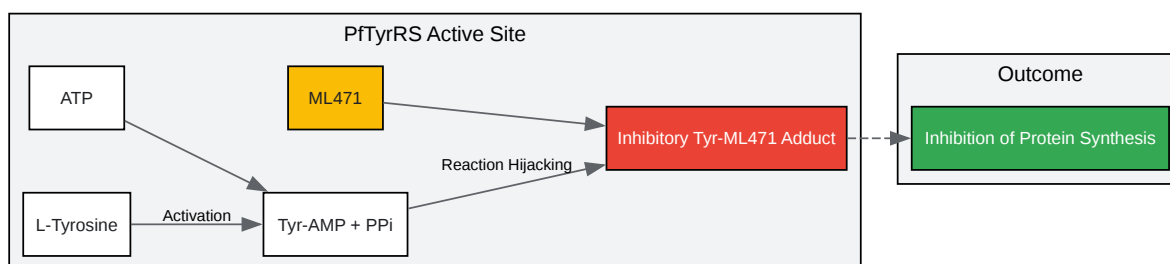 PfTyrRS Active Site
ATP
ML471
Inhibitory Tyr-ML471 Adduct
Reaction Hijacking
L-Tyrosine
Activation
Tyr-AMP + PPi
Outcome
Inhibition of Protein Synthesis